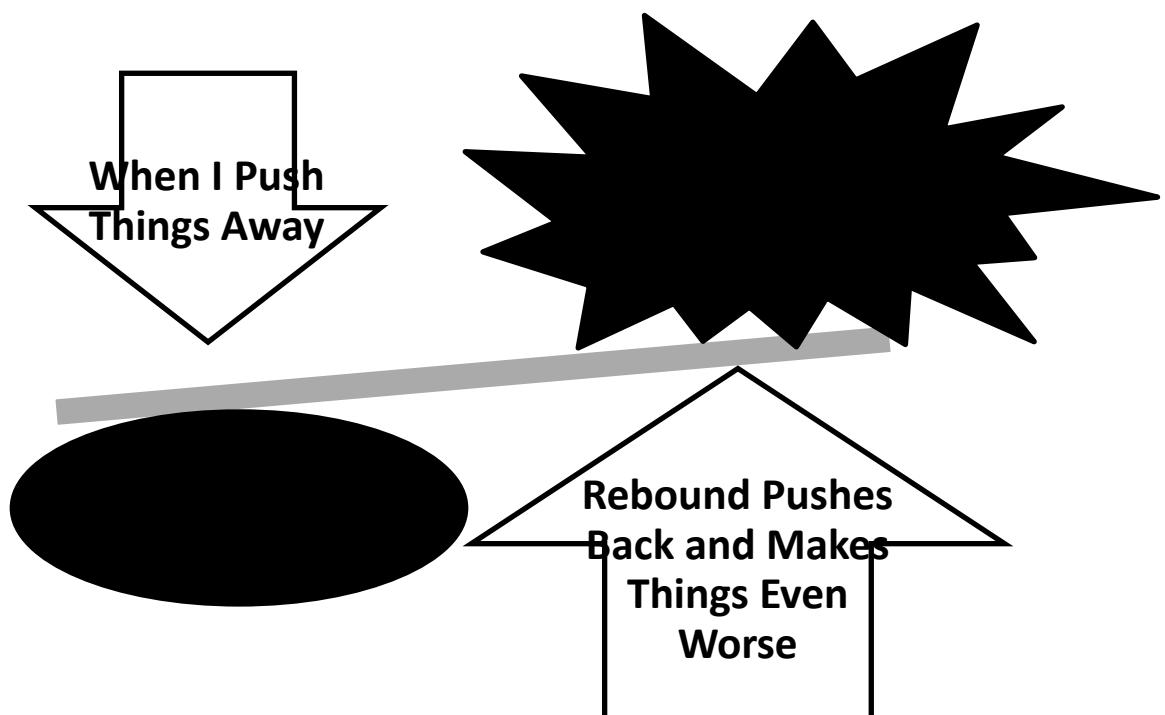 When I Push
Things Away
Rebound Pushes
Back and Makes
Things Even
Worse